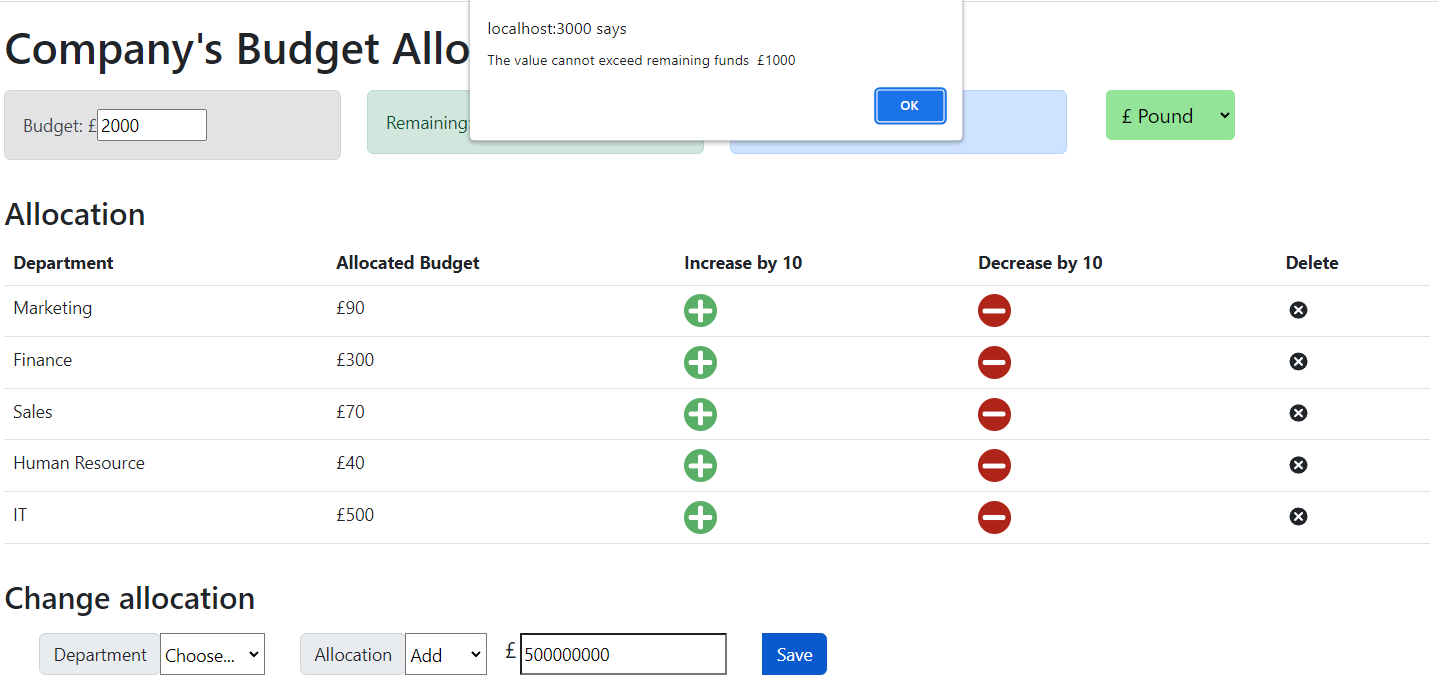 localhost:3000 says
The value cannot exceed remaining funds £1000
OK
Company's Budget Allo
Budget: £2000
Remaining:
£ Pound
Allocation
Department Allocated Budget Increase by 10 Decrease by 10 Delete
Marketing £90
Finance £300
Sales £70
Human Resource £40
IT £500
Change allocation
Department Choose... Allocation Add £ 500000000 Save